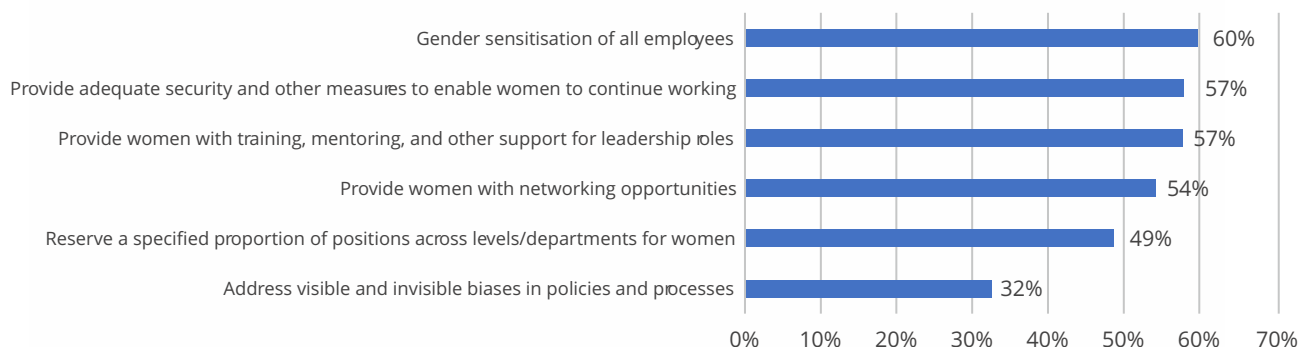 Gender sensitisation of all employees 60%
Provide adequate security and other measures to enable women to continue working 57%
Provide women with training, mentoring, and other support for leadership roles 57%
Provide women with networking opportunities 54%
Reserve a specified proportion of positions across levels/departments for women 49%
Address visible and invisible biases in policies and processes 32%
0% 10% 20% 30% 40% 50% 60% 70%